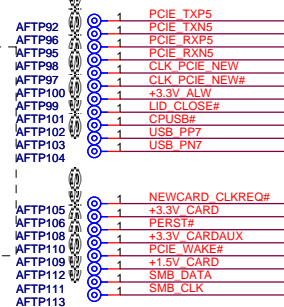 AFTP92 1 PCIE_TXP5
AFTP96 1 PCIE_TXN5
AFTP95 1 PCIE_RXP5
AFTP98 1 PCIE_RXN5
AFTP97 1 CLK_PCIE_NEW
AFTP100 1 CLK_PCIE_NEW#
AFTP99 1 +3.3V_ALW
AFTP101 1 LID_CLOSE#
AFTP102 1 CPUSB#
AFTP103 1 USB_PP7
AFTP104 1 USB_PN7
AFTP105 1 NEWCARD_CLKREQ#
AFTP106 1 +3.3V_CARD
AFTP108 1 PERST#
AFTP110 1 +3.3V_CARDAUX
AFTP109 1 PCIE_WAKE#
AFTP112 1 +1.5V_CARD
AFTP111 1 SMB_DATA
AFTP113 1 SMB_CLK